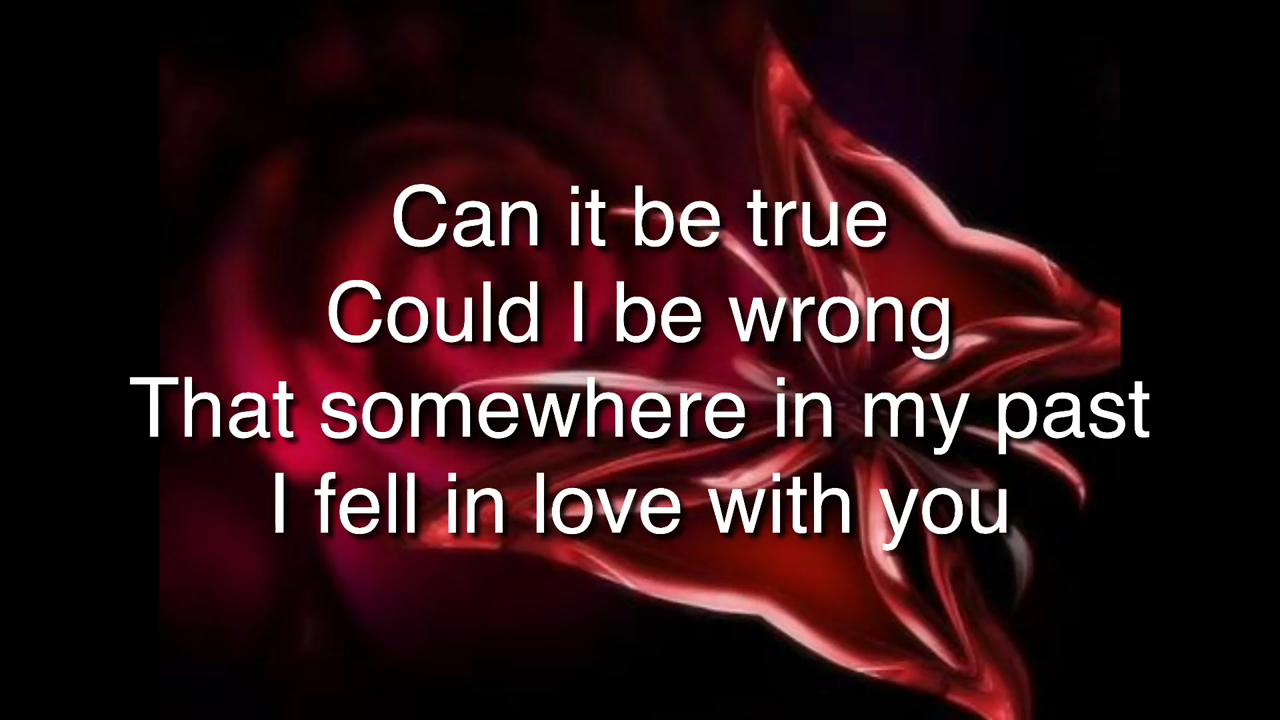 Can it be true
Could I be wrong
That somewhere in my past
I fell in love with you